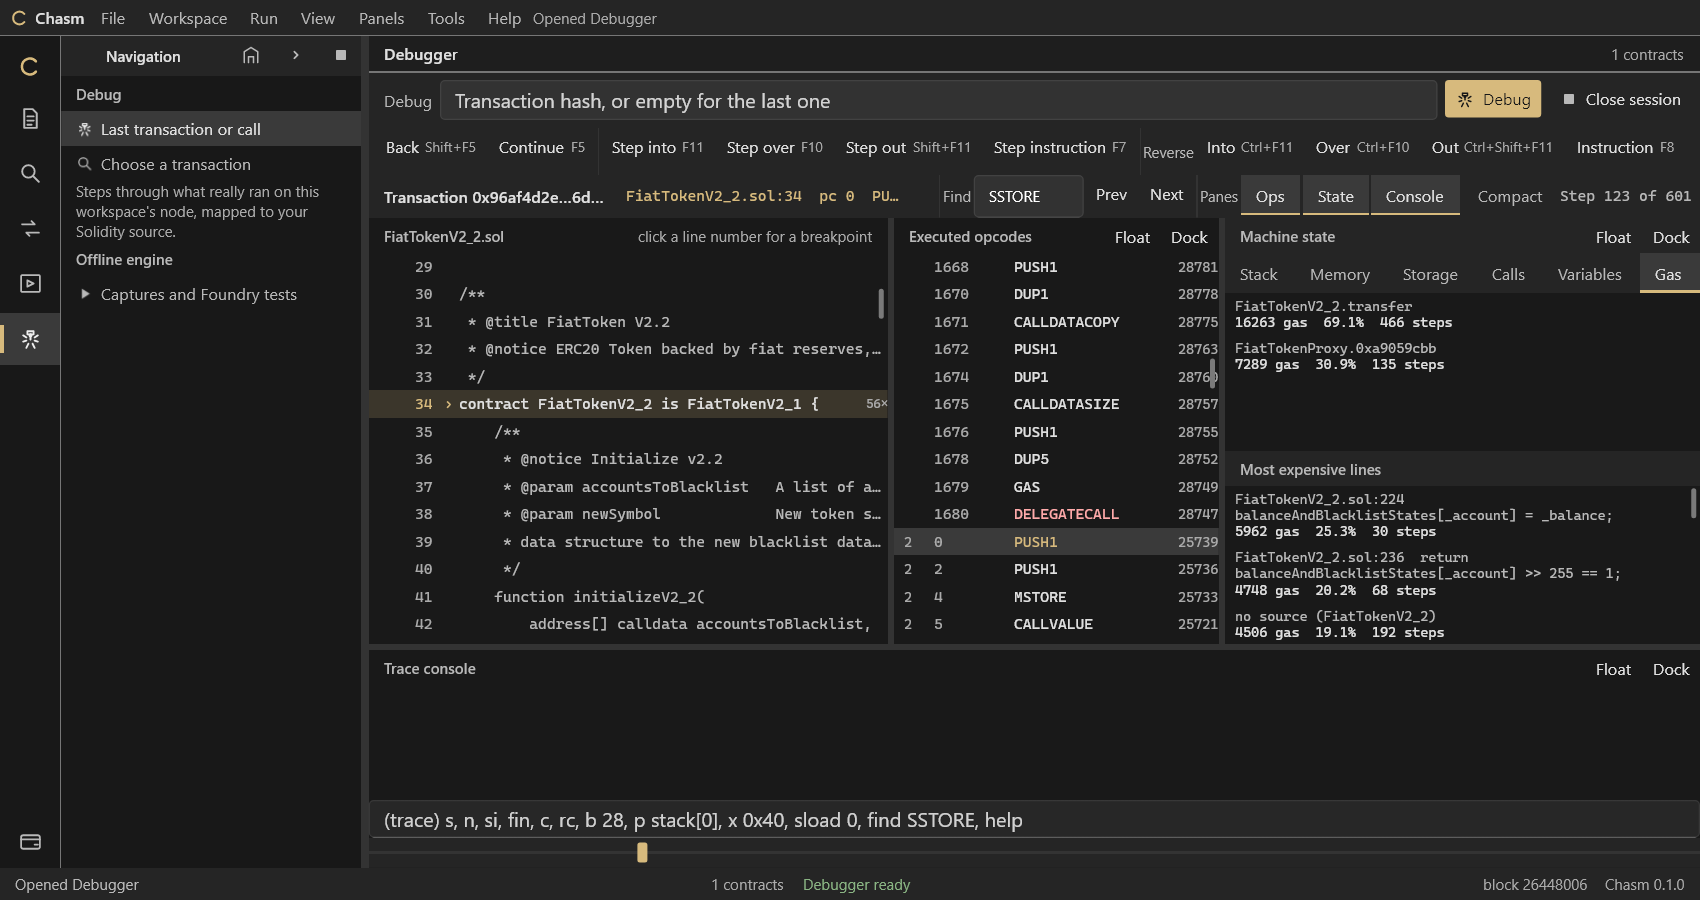 Chasm File Workspace Run View Panels Tools Help Opened Debugger
Navigation
Debug
Last transaction or call
Choose a transaction
Steps through what really ran on this
workspace's node, mapped to your
Solidity source.
Offline engine
Captures and Foundry tests
Debugger 1 contracts
Debug Transaction hash, or empty for the last one Debug Close session
Back Shift+F5 Continue F5 Step into F11 Step over F10 Step out Shift+F11 Step instruction F7 Reverse Into Ctrl+F11 Over Ctrl+F10 Out Ctrl+Shift+F11 Instruction F8
Transaction 0x96af4d2e...6d... FiatTokenV2_2.sol:34 pc 0 PU... Find SSTORE Prev Next Panes Ops State Console Compact Step 123 of 601
FiatTokenV2_2.sol click a line number for a breakpoint
29
30 /**
31 * @title FiatToken V2.2
32 * @notice ERC20 Token backed by fiat reserves,...
33 */
34 › contract FiatTokenV2_2 is FiatTokenV2_1 { 56×
35 /**
36 * @notice Initialize v2.2
37 * @param accountsToBlacklist A list of a...
38 * @param newSymbol New token s...
39 * data structure to the new blacklist data...
40 */
41 function initializeV2_2(
42 address[] calldata accountsToBlacklist,
Executed opcodes Float Dock
1668 PUSH1 28781
1670 DUP1 28778
1671 CALLDATACOPY 28775
1672 PUSH1 28763
1674 DUP1 28760
1675 CALLDATASIZE 28757
1676 PUSH1 28755
1678 DUP5 28752
1679 GAS 28749
1680 DELEGATECALL 28747
2 0 PUSH1 25739
2 2 PUSH1 25736
2 4 MSTORE 25733
2 5 CALLVALUE 25721
Machine state Float Dock
Stack Memory Storage Calls Variables Gas
FiatTokenV2_2.transfer
16263 gas 69.1% 466 steps
FiatTokenProxy.0xa9059cbb
7289 gas 30.9% 135 steps
Most expensive lines
FiatTokenV2_2.sol:224
balanceAndBlacklistStates[_account] = _balance;
5962 gas 25.3% 30 steps
FiatTokenV2_2.sol:236 return
balanceAndBlacklistStates[_account] >> 255 == 1;
4748 gas 20.2% 68 steps
no source (FiatTokenV2_2)
4506 gas 19.1% 192 steps
Trace console Float Dock
(trace) s, n, si, fin, c, rc, b 28, p stack[0], x 0x40, sload 0, find SSTORE, help
Opened Debugger 1 contracts Debugger ready block 26448006 Chasm 0.1.0